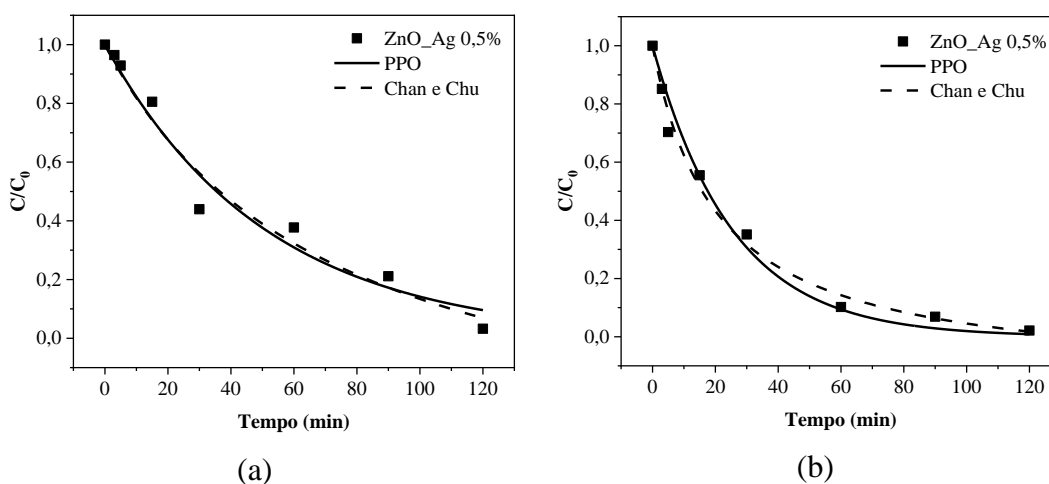 1,0
0,8
0,6
0,4
0,2
0,0
C/C₀
ZnO_Ag 0,5%
PPO
Chan e Chu
0 20 40 60 80 100 120
Tempo (min)
(a)
1,0
0,8
0,6
0,4
0,2
0,0
C/C₀
ZnO_Ag 0,5%
PPO
Chan e Chu
0 20 40 60 80 100 120
Tempo (min)
(b)